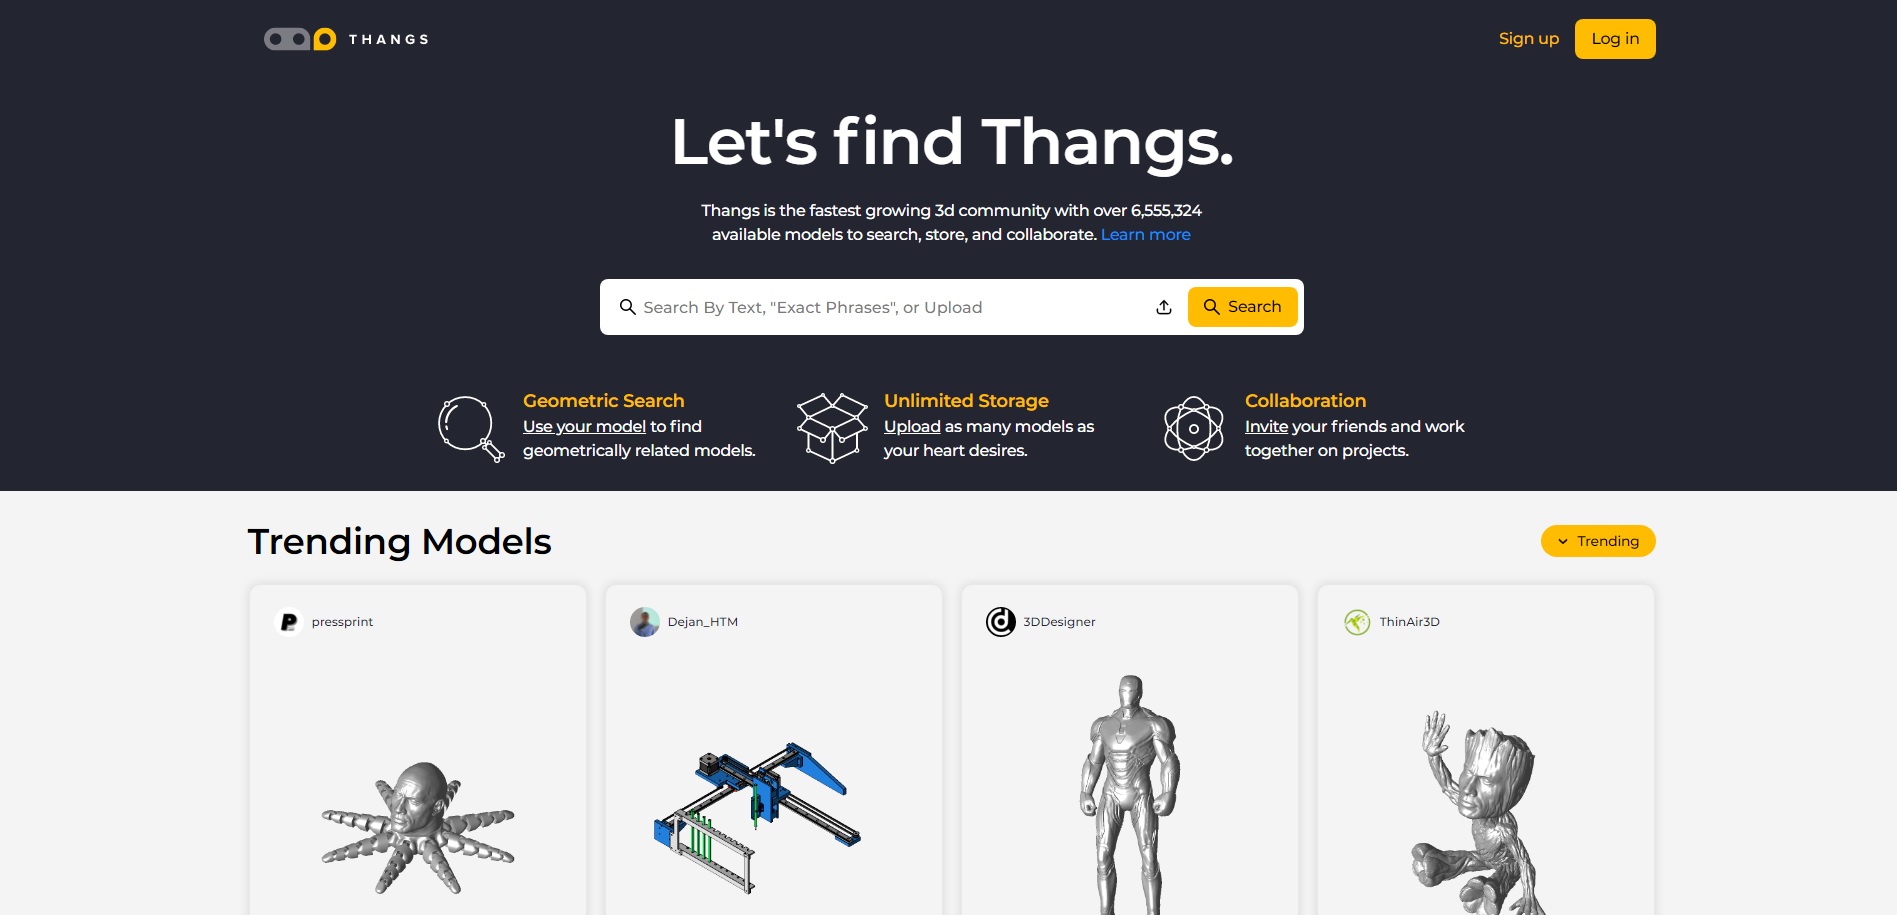 THANGS
Sign up
Log in
Let's find Thangs.
Thangs is the fastest growing 3d community with over 6,555,324
available models to search, store, and collaborate. Learn more
Search By Text, "Exact Phrases", or Upload
Search
Geometric Search
Use your model to find
geometrically related models.
Unlimited Storage
Upload as many models as
your heart desires.
Collaboration
Invite your friends and work
together on projects.
Trending Models
Trending
pressprint
Dejan_HTM
3DDesigner
ThinAir3D